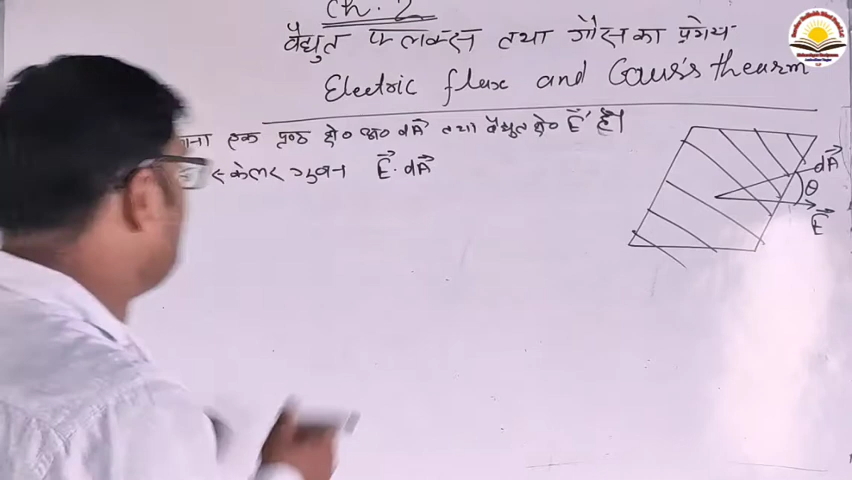 Ch. 2
वैद्युत फ्लक्स तथा गौस का प्रमेय
Electric flux and Gauss's thearm
माना एक पृष्ठ क्षे० अ० dA⃗ तथा वैद्युत क्षे० E⃗ है।
स्केलर गुणन E⃗ · dA⃗
dA⃗
θ
E⃗